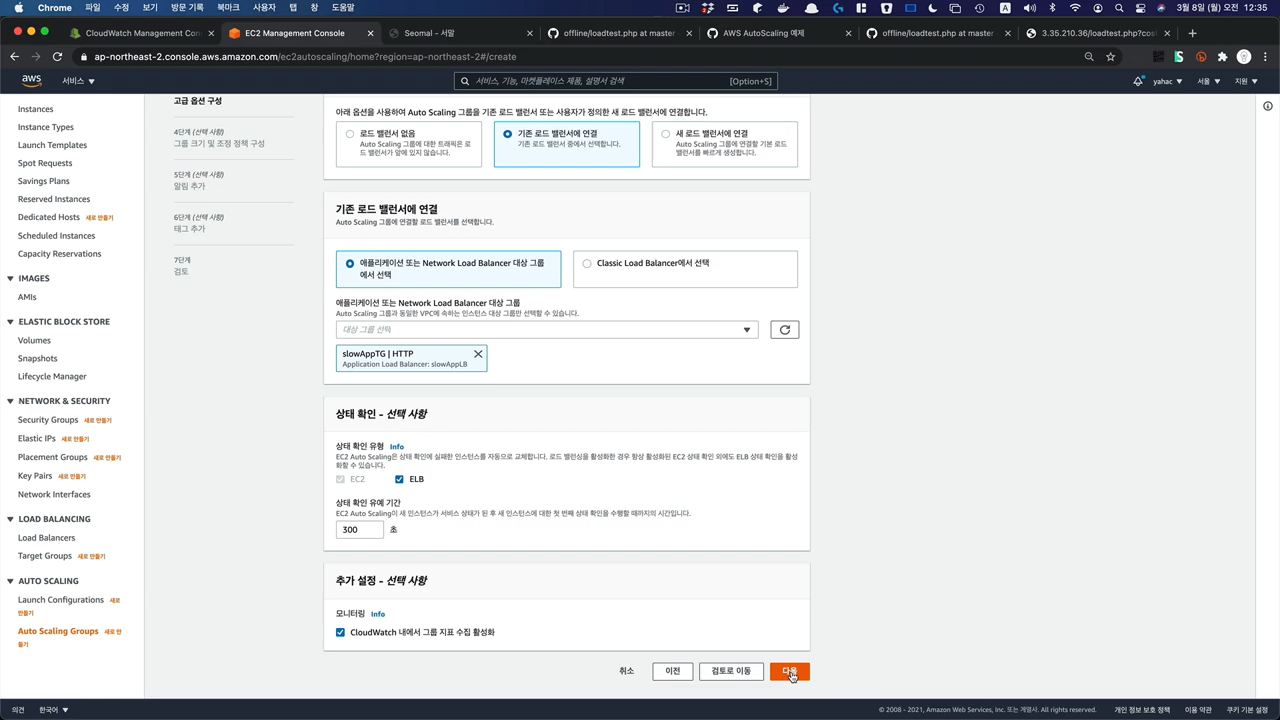 Chrome 파일 수정 보기 방문 기록 북마크 사용자 탭 창 도움말
3월 8일 (월) 오전 12:35
CloudWatch Management Con
EC2 Management Console
Seomal - 서말
offline/loadtest.php at master
AWS AutoScaling 예제
offline/loadtest.php at master
3.35.210.36/loadtest.php?cost
ap-northeast-2.console.aws.amazon.com/ec2autoscaling/home?region=ap-northeast-2#/create
aws
서비스
서비스, 기능, 마켓플레이스 제품, 설명서 검색
[Option+S]
yahac
서울
지원
Instances
Instance Types
Launch Templates
Spot Requests
Savings Plans
Reserved Instances
Dedicated Hosts 새로 만들기
Scheduled Instances
Capacity Reservations
IMAGES
AMIs
ELASTIC BLOCK STORE
Volumes
Snapshots
Lifecycle Manager
NETWORK & SECURITY
Security Groups 새로 만들기
Elastic IPs 새로 만들기
Placement Groups 새로 만들기
Key Pairs 새로 만들기
Network Interfaces
LOAD BALANCING
Load Balancers
Target Groups 새로 만들기
AUTO SCALING
Launch Configurations 새로
만들기
Auto Scaling Groups 새로 만
들기
고급 옵션 구성
4단계 (선택 사항)
그룹 크기 및 조정 정책 구성
5단계 (선택 사항)
알림 추가
6단계 (선택 사항)
태그 추가
7단계
검토
아래 옵션을 사용하여 Auto Scaling 그룹을 기존 로드 밸런서 또는 사용자가 정의한 새 로드 밸런서에 연결합니다.
로드 밸런서 없음
Auto Scaling 그룹에 대한 트래픽은 로
드 밸런서가 앞에 있지 않습니다.
기존 로드 밸런서에 연결
기존 로드 밸런서 중에서 선택합니다.
새 로드 밸런서에 연결
Auto Scaling 그룹에 연결할 기본 로드
밸런서를 빠르게 생성합니다.
기존 로드 밸런서에 연결
Auto Scaling 그룹에 연결할 로드 밸런서를 선택합니다.
애플리케이션 또는 Network Load Balancer 대상 그룹
에서 선택
Classic Load Balancer에서 선택
애플리케이션 또는 Network Load Balancer 대상 그룹
Auto Scaling 그룹과 동일한 VPC에 속하는 인스턴스 대상 그룹만 선택할 수 있습니다.
대상 그룹 선택
slowAppTG | HTTP
Application Load Balancer: slowAppLB
상태 확인 - 선택 사항
상태 확인 유형 Info
EC2 Auto Scaling은 상태 확인에 실패한 인스턴스를 자동으로 교체합니다. 로드 밸런싱을 활성화한 경우 항상 활성화된 EC2 상태 확인 외에도 ELB 상태 확인을 활성
화할 수 있습니다.
EC2
ELB
상태 확인 유예 기간
EC2 Auto Scaling이 새 인스턴스가 서비스 상태가 된 후 새 인스턴스에 대한 첫 번째 상태 확인을 수행할 때까지의 시간입니다.
300 초
추가 설정 - 선택 사항
모니터링 Info
CloudWatch 내에서 그룹 지표 수집 활성화
취소
이전
검토로 이동
다음
의견
한국어
© 2008 - 2021, Amazon Web Services, Inc. 또는 계열사. All rights reserved.
개인 정보 보호 정책
이용 약관
쿠키 기본 설정